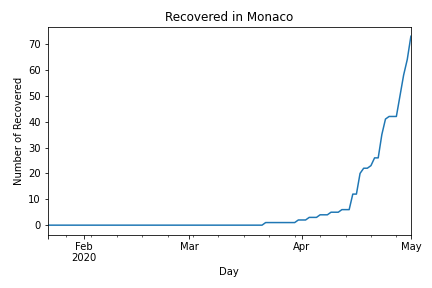 Recovered in Monaco
Number of Recovered
70
60
50
40
30
20
10
0
Feb
2020
Mar
Apr
May
Day